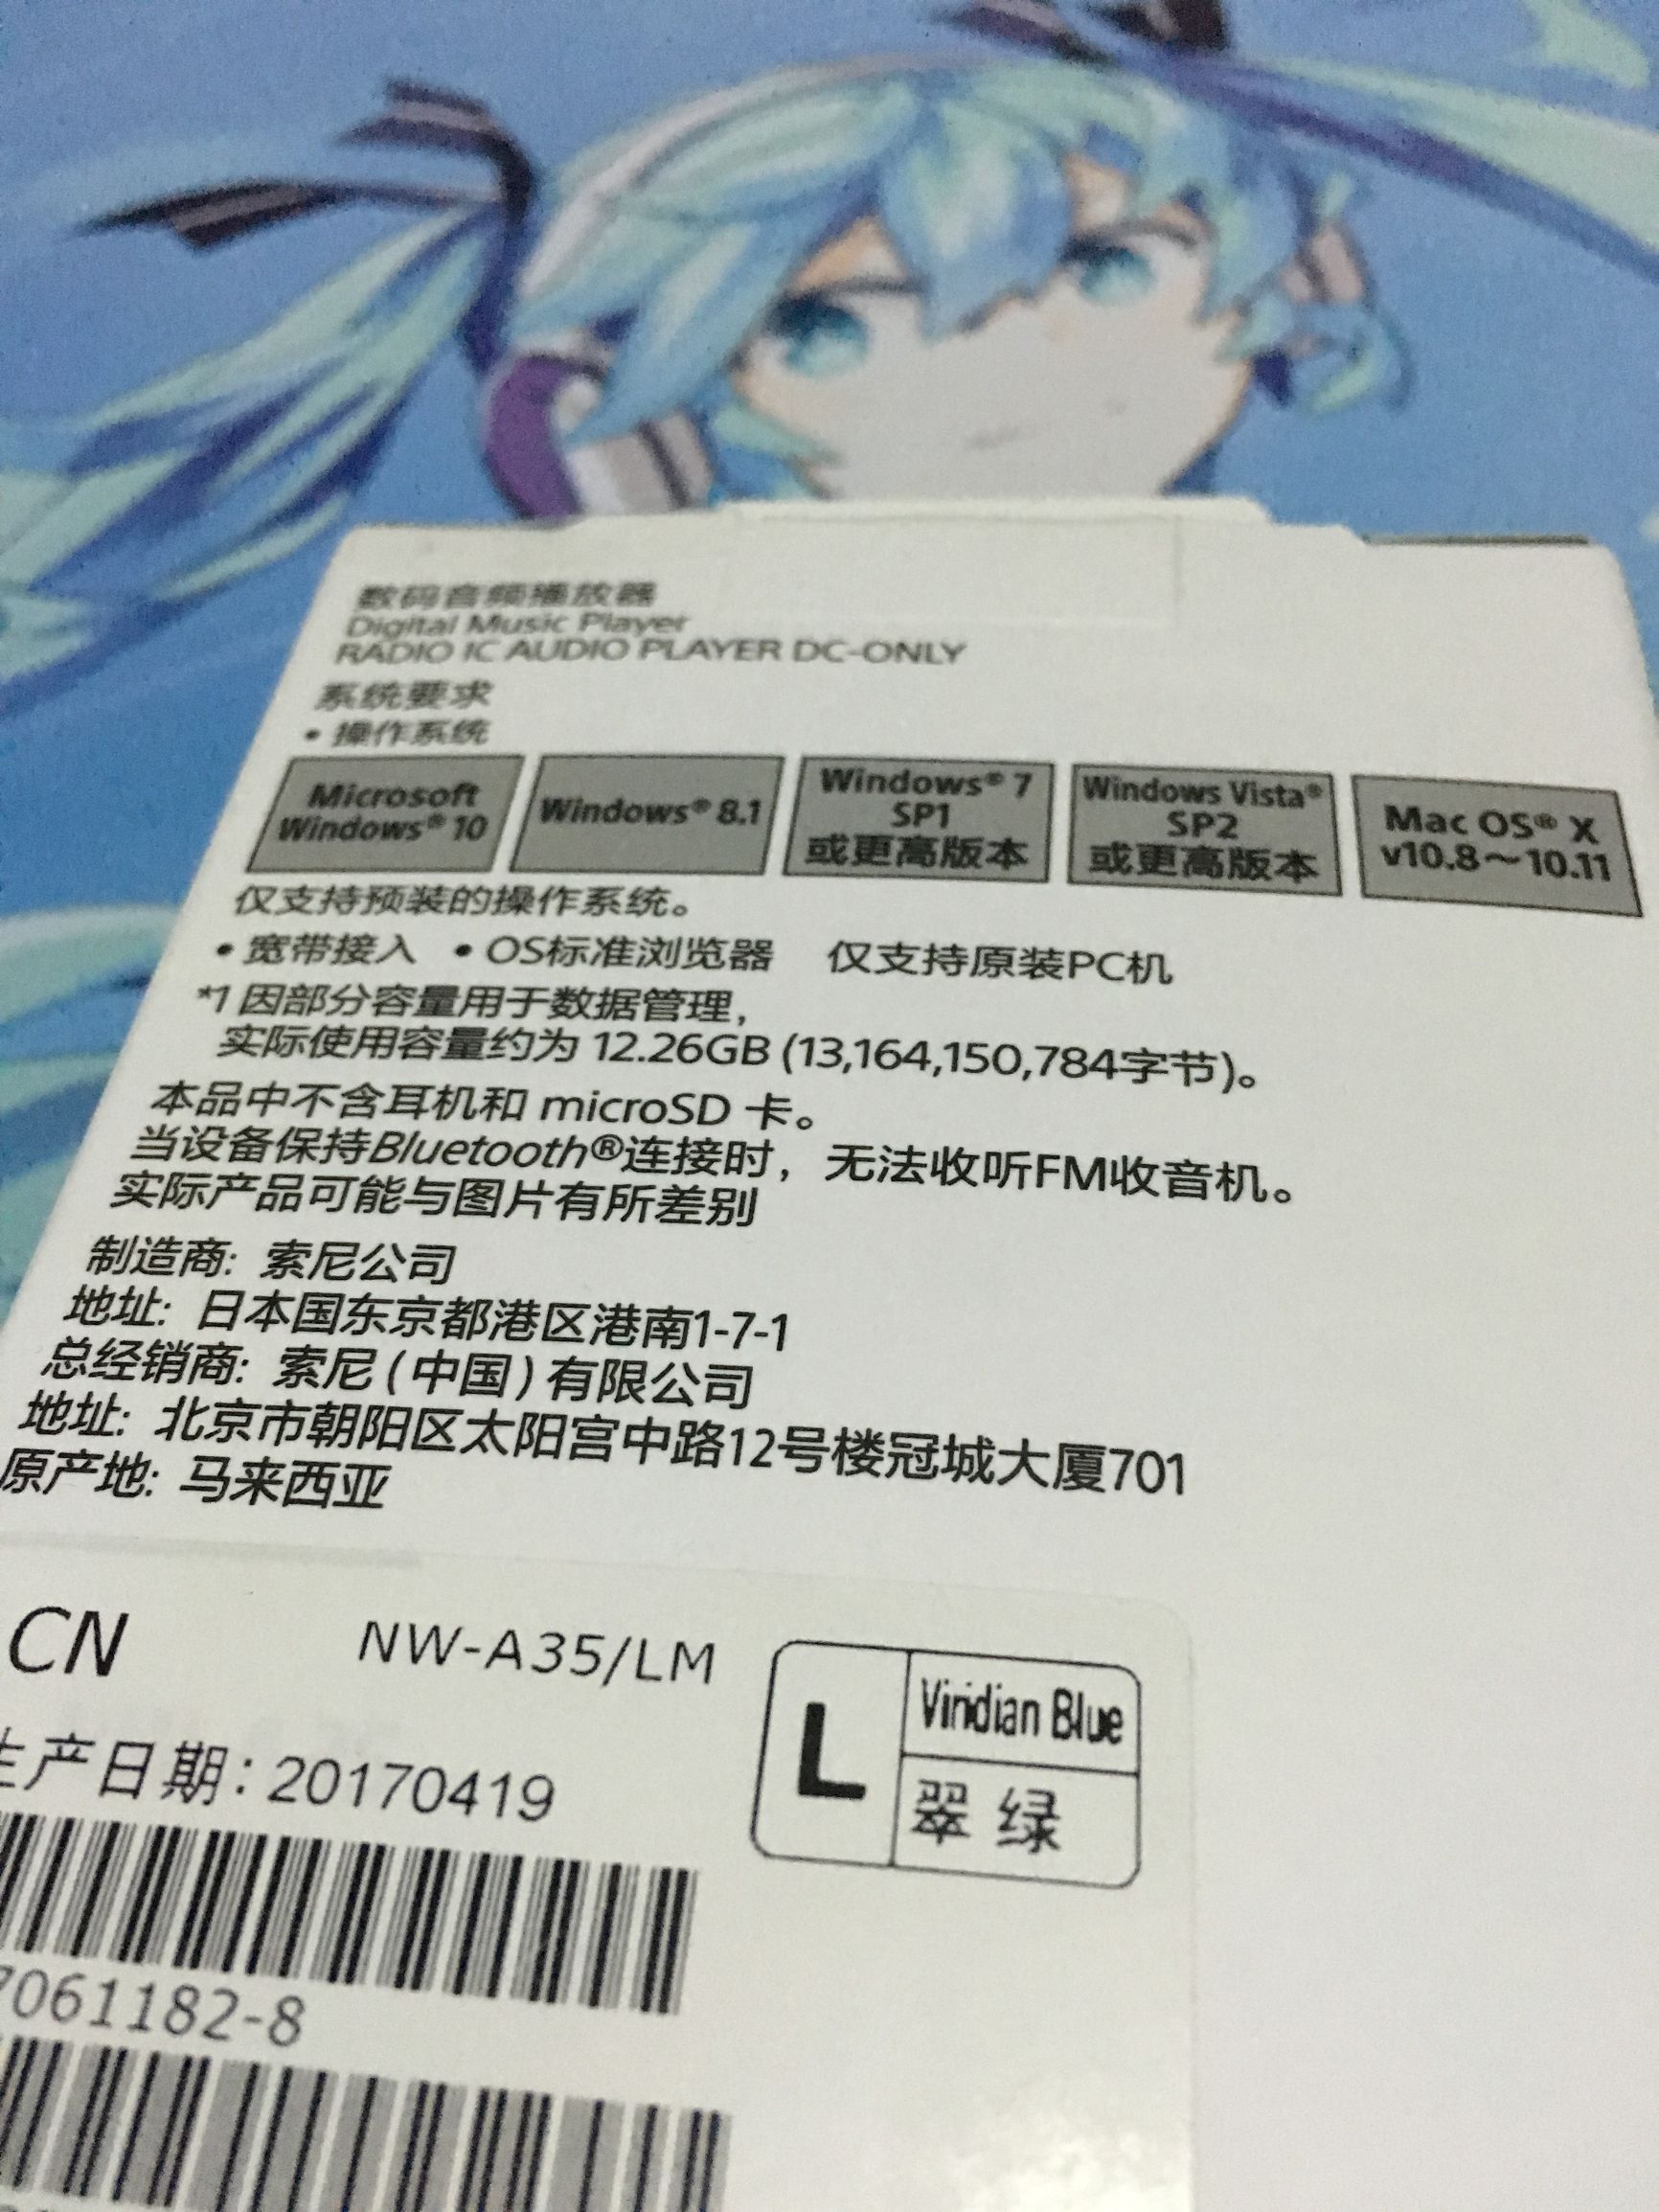 数码音频播放器
Digital Music Player
RADIO IC AUDIO PLAYER DC-ONLY
系统要求
• 操作系统
Microsoft Windows® 10
Windows® 8.1
Windows® 7 SP1 或更高版本
Windows Vista® SP2 或更高版本
Mac OS® X v10.8～10.11
仅支持预装的操作系统。
• 宽带接入 • OS标准浏览器 仅支持原装PC机
*1 因部分容量用于数据管理，
实际使用容量约为 12.26GB (13,164,150,784字节)。
本品中不含耳机和 microSD 卡。
当设备保持Bluetooth®连接时，无法收听FM收音机。
实际产品可能与图片有所差别
制造商: 索尼公司
地址: 日本国东京都港区港南1-7-1
总经销商: 索尼(中国)有限公司
地址: 北京市朝阳区太阳宫中路12号楼冠城大厦701
原产地: 马来西亚
CN NW-A35/LM
L
Viridian Blue
翠绿
生产日期: 20170419
7061182-8